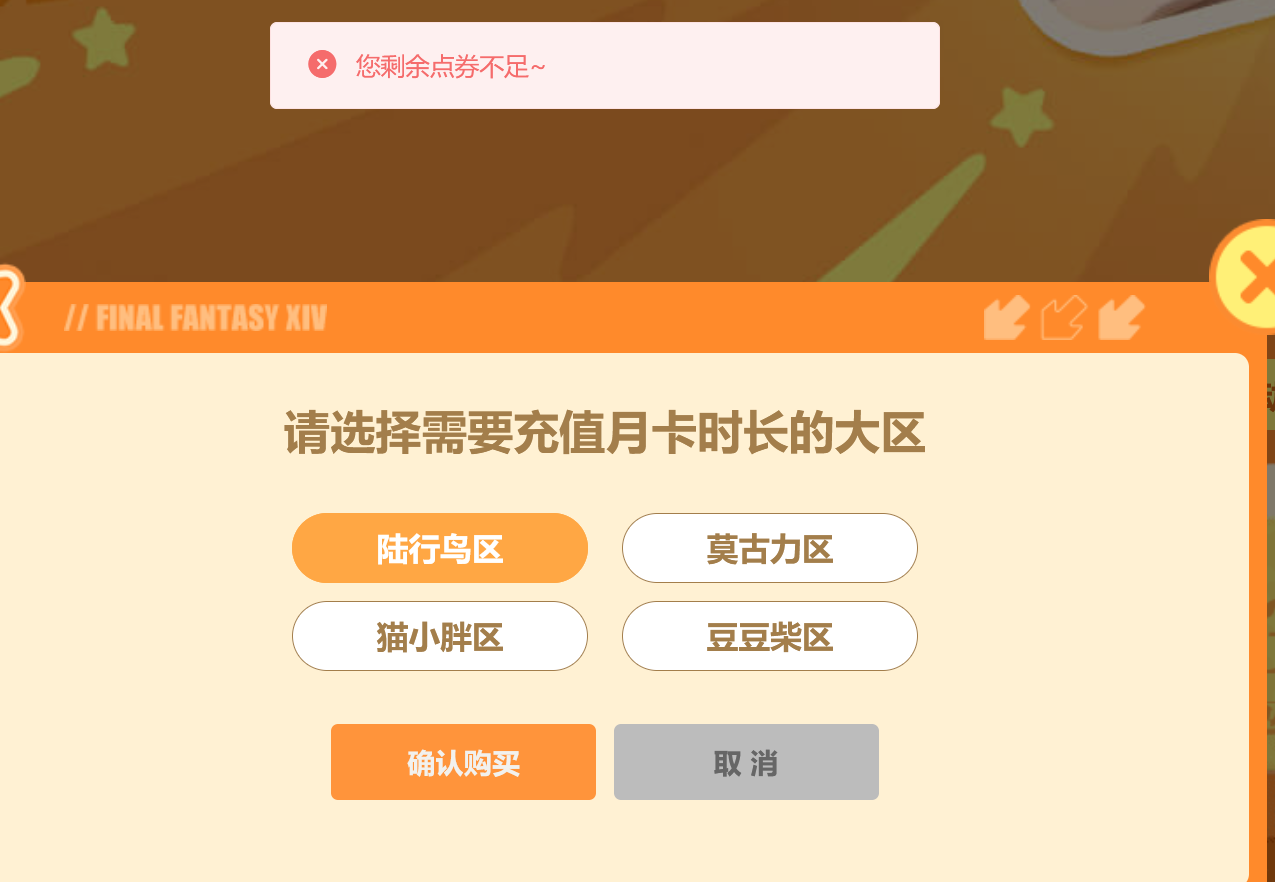 您剩余点券不足~
// FINAL FANTASY XIV
请选择需要充值月卡时长的大区
陆行鸟区
莫古力区
猫小胖区
豆豆柴区
确认购买
取 消